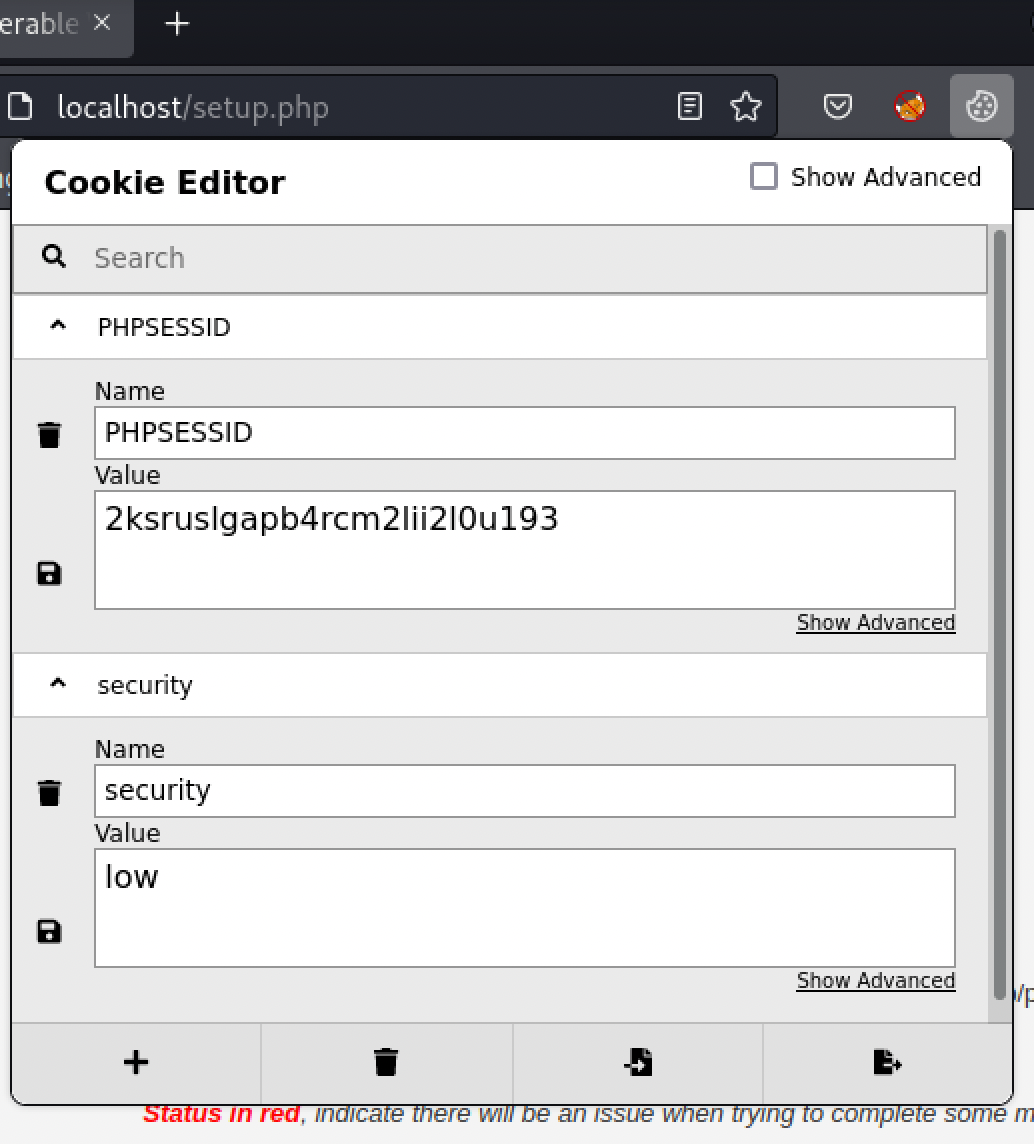 erable
localhost/setup.php
Cookie Editor
Show Advanced
Search
PHPSESSID
Name
PHPSESSID
Value
2ksruslgapb4rcm2lii2l0u193
Show Advanced
security
Name
security
Value
low
Show Advanced
Status in red, indicate there will be an issue when trying to complete some m